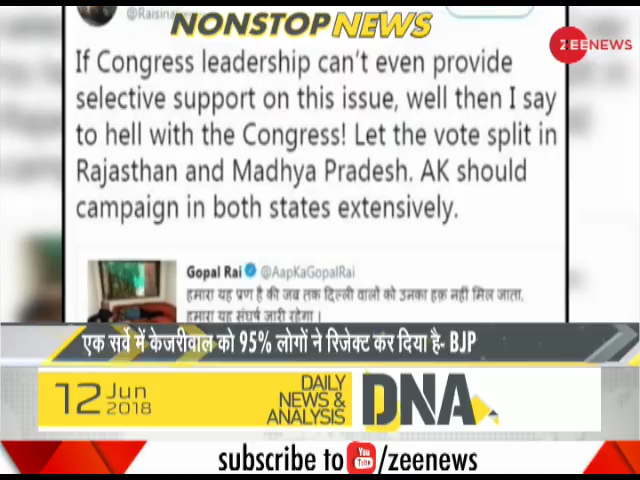 NONSTOP NEWS
ZEENEWS
If Congress leadership can't even provide
selective support on this issue, well then I say
to hell with the Congress! Let the vote split in
Rajasthan and Madhya Pradesh. AK should
campaign in both states extensively.
Gopal Rai @AapKaGopalRai
हमारा यह प्रण है की जब तक दिल्ली वालों को उनका हक़ नहीं मिल जाता,
हमारा यह संघर्ष जारी रहेगा।
एक सर्वे में केजरीवाल को 95% लोगों ने रिजेक्ट कर दिया है- BJP
12 Jun
2018
DAILY
NEWS &
ANALYSIS
DNA
subscribe to You Tube /zeenews